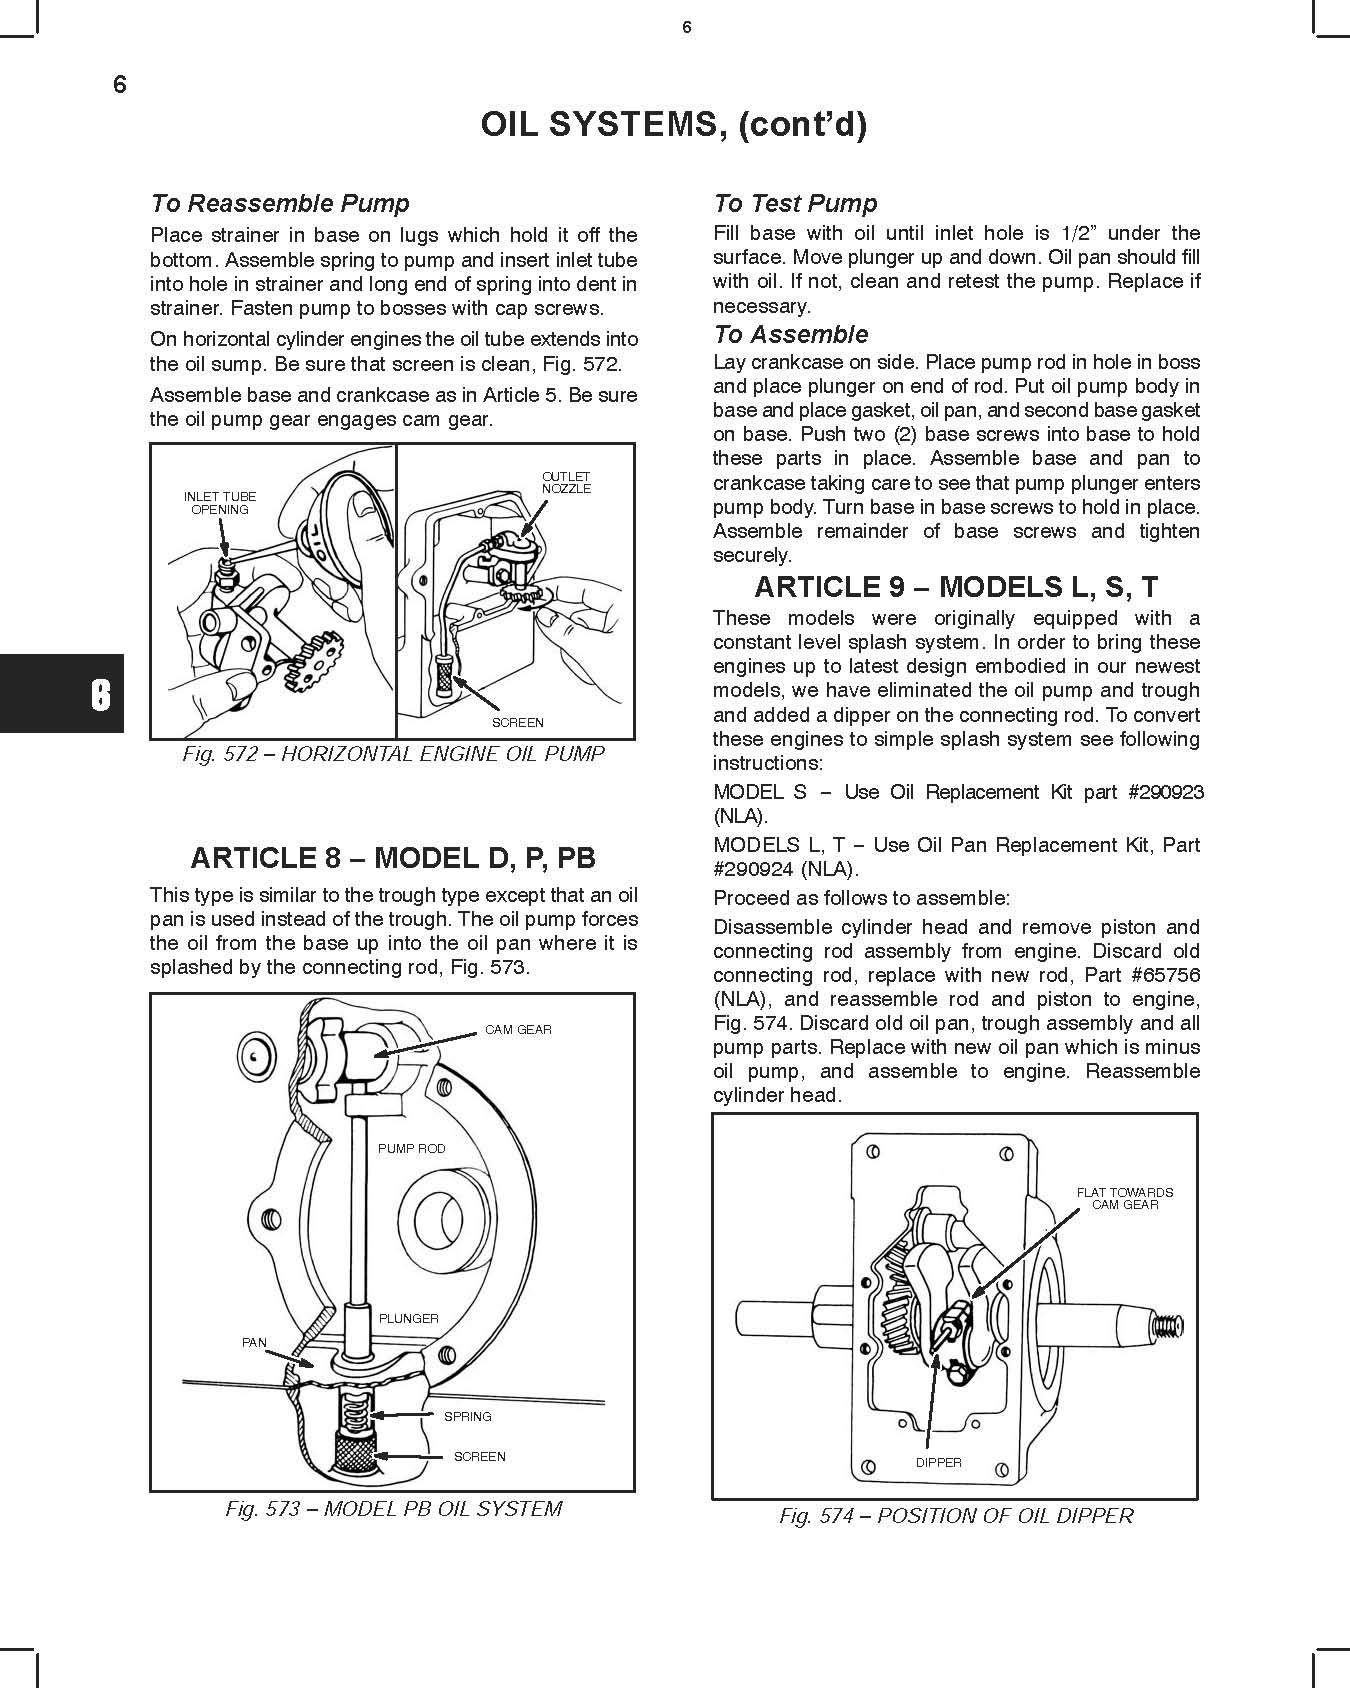 6
6
OIL SYSTEMS, (cont’d)
To Reassemble Pump
Place strainer in base on lugs which hold it off the
bottom. Assemble spring to pump and insert inlet tube
into hole in strainer and long end of spring into dent in
strainer. Fasten pump to bosses with cap screws.
On horizontal cylinder engines the oil tube extends into
the oil sump. Be sure that screen is clean, Fig. 572.
Assemble base and crankcase as in Article 5. Be sure
the oil pump gear engages cam gear.
INLET TUBE
OPENING
OIL
OUTLET
NOZZLE
SCREEN
Fig. 572 – HORIZONTAL ENGINE OIL PUMP
6
ARTICLE 8 – MODEL D, P, PB
This type is similar to the trough type except that an oil
pan is used instead of the trough. The oil pump forces
the oil from the base up into the oil pan where it is
splashed by the connecting rod, Fig. 573.
CAM GEAR
PUMP ROD
PLUNGER
PAN
SPRING
SCREEN
Fig. 573 – MODEL PB OIL SYSTEM
To Test Pump
Fill base with oil until inlet hole is 1/2” under the
surface. Move plunger up and down. Oil pan should fill
with oil. If not, clean and retest the pump. Replace if
necessary.
To Assemble
Lay crankcase on side. Place pump rod in hole in boss
and place plunger on end of rod. Put oil pump body in
base and place gasket, oil pan, and second base gasket
on base. Push two (2) base screws into base to hold
these parts in place. Assemble base and pan to
crankcase taking care to see that pump plunger enters
pump body. Turn base in base screws to hold in place.
Assemble remainder of base screws and tighten
securely.
ARTICLE 9 – MODELS L, S, T
These models were originally equipped with a
constant level splash system. In order to bring these
engines up to latest design embodied in our newest
models, we have eliminated the oil pump and trough
and added a dipper on the connecting rod. To convert
these engines to simple splash system see following
instructions:
MODEL S – Use Oil Replacement Kit part #290923
(NLA).
MODELS L, T – Use Oil Pan Replacement Kit, Part
#290924 (NLA).
Proceed as follows to assemble:
Disassemble cylinder head and remove piston and
connecting rod assembly from engine. Discard old
connecting rod, replace with new rod, Part #65756
(NLA), and reassemble rod and piston to engine,
Fig. 574. Discard old oil pan, trough assembly and all
pump parts. Replace with new oil pan which is minus
oil pump, and assemble to engine. Reassemble
cylinder head.
FLAT TOWARDS
CAM GEAR
DIPPER
Fig. 574 – POSITION OF OIL DIPPER